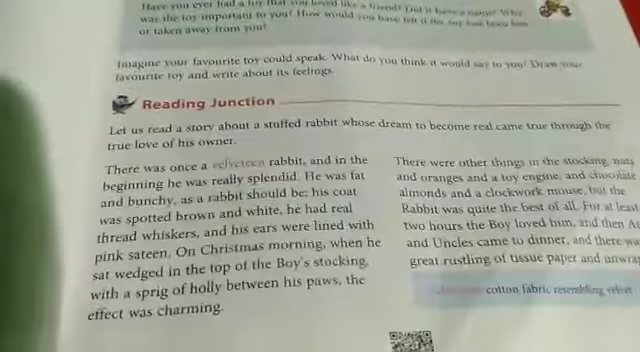 Have you ever had a toy that you loved like a friend? Did it have a name? Why
was the toy important to you? How would you have felt if the toy had been lost
or taken away from you?
Imagine your favourite toy could speak. What do you think it would say to you? Draw your
favourite toy and write about its feelings.
Reading Junction
Let us read a story about a stuffed rabbit whose dream to become real came true through the
true love of his owner.
There was once a velveteen rabbit, and in the
beginning he was really splendid. He was fat
and bunchy, as a rabbit should be; his coat
was spotted brown and white, he had real
thread whiskers, and his ears were lined with
pink sateen. On Christmas morning, when he
sat wedged in the top of the Boy's stocking,
with a sprig of holly between his paws, the
effect was charming.
There were other things in the stocking, nuts
and oranges and a toy engine, and chocolate
almonds and a clockwork mouse, but the
Rabbit was quite the best of all. For at least
two hours the Boy loved him, and then
and Uncles came to dinner, and there
great rustling of tissue paper and
cotton fabric resembling velvet